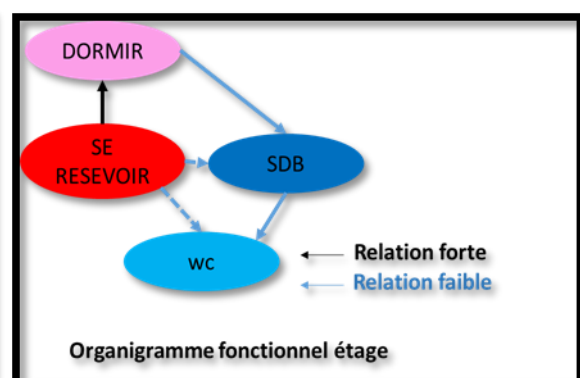 DORMIR
SE
RESEVOIR
SDB
WC
Relation forte
Relation faible
Organigramme fonctionnel étage